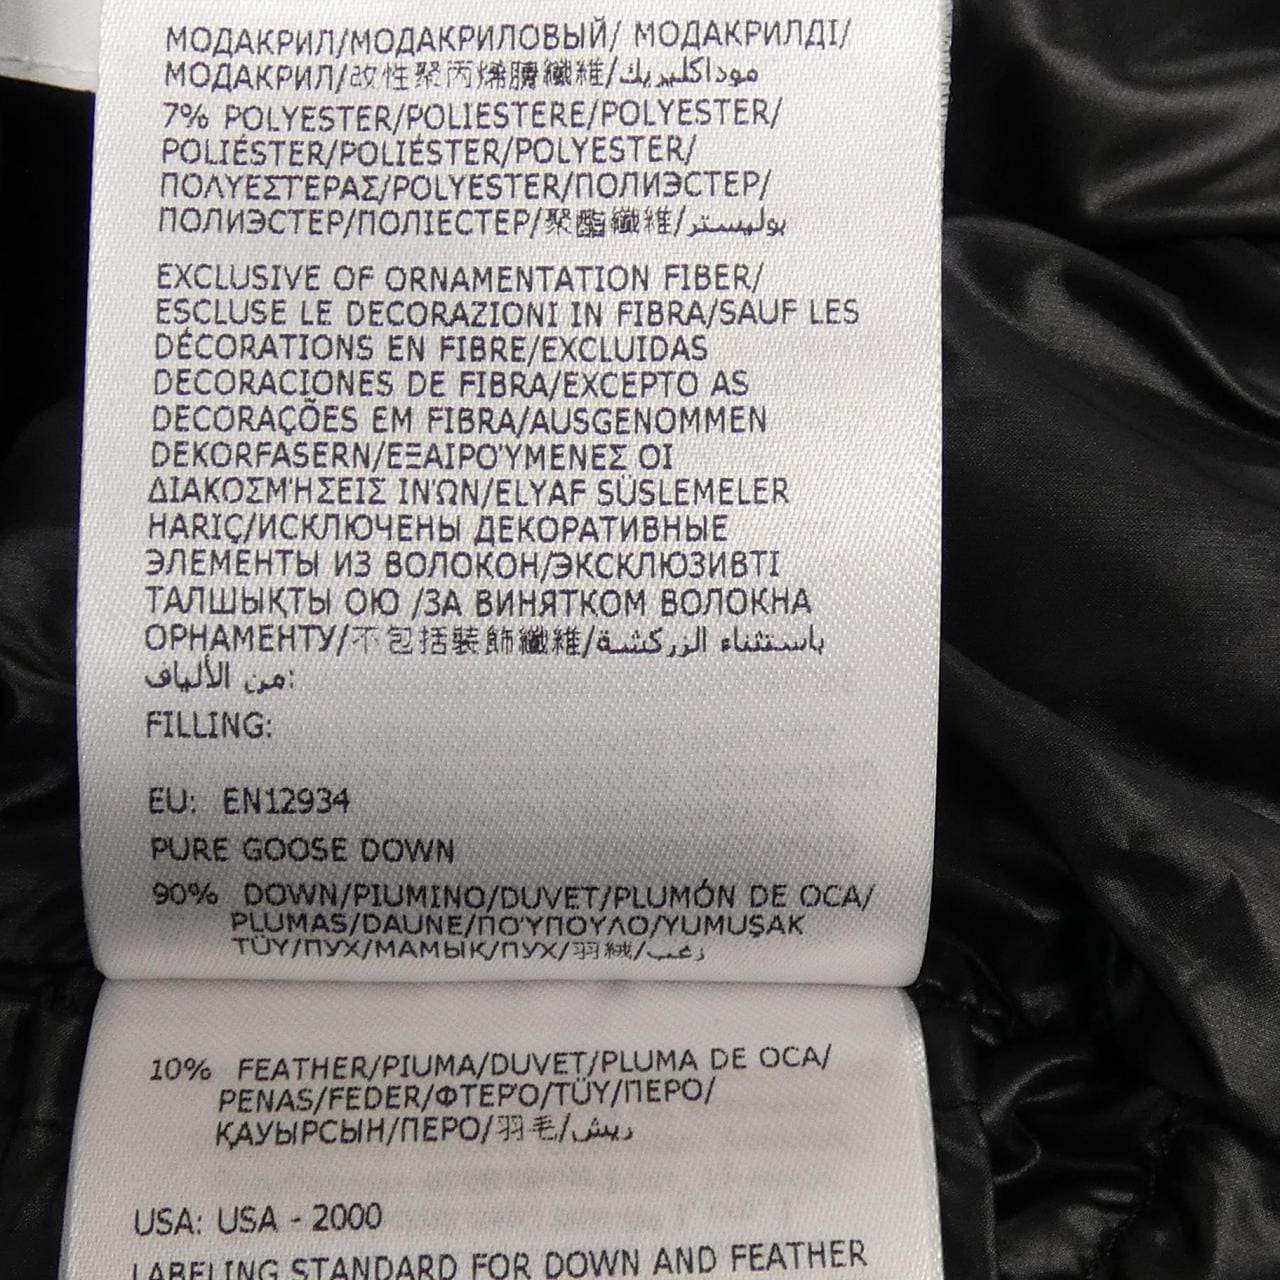 МОДАКРИЛ/МОДАКРИЛОВЫЙ/ МОДАКРИЛДІ/
МОДАКРИЛ/改性聚丙烯腈纖維/موداكليريك
7% POLYESTER/POLIESTERE/POLYESTER/
POLIÉSTER/POLIÉSTER/POLYESTER/
ΠΟΛΥΕΣΤΕΡΑΣ/POLYESTER/ПОЛИЭСТЕР/
ПОЛИЭСТЕР/ПОЛІЕСТЕР/聚酯纖維/بوليستر
EXCLUSIVE OF ORNAMENTATION FIBER/
ESCLUSE LE DECORAZIONI IN FIBRA/SAUF LES
DÉCORATIONS EN FIBRE/EXCLUIDAS
DECORACIONES DE FIBRA/EXCEPTO AS
DECORAÇÕES EM FIBRA/AUSGENOMMEN
DEKORFASERN/ΕΞΑΙΡΟΎΜΕΝΕΣ ΟΙ
ΔΙΑΚΟΣΜΉΣΕΙΣ ΙΝΏΝ/ELYAF SÜSLEMELER
HARIÇ/ИСКЛЮЧЕНЫ ДЕКОРАТИВНЫЕ
ЭЛЕМЕНТЫ ИЗ ВОЛОКОН/ЭКСКЛЮЗИВТІ
ТАЛШЫҚТЫ ОЮ /ЗА ВИНЯТКОМ ВОЛОКНА
ОРНАМЕНТУ/不包括裝飾纖維/باستثناء الزركشة
من الألياف:
FILLING:
EU: EN12934
PURE GOOSE DOWN
90% DOWN/PIUMINO/DUVET/PLUMÓN DE OCA/
PLUMAS/DAUNE/ΠΟΎΠΟΥΛΟ/YUMUŞAK
TÜY/ПУХ/МАМЫҚ/ПУХ/羽絨/زغب
10% FEATHER/PIUMA/DUVET/PLUMA DE OCA/
PENAS/FEDER/ΦΤΕΡΌ/TÜY/ПЕРО/
ҚАУЫРСЫН/ПЕРО/羽毛/ريش
USA: USA - 2000
LABELING STANDARD FOR DOWN AND FEATHER